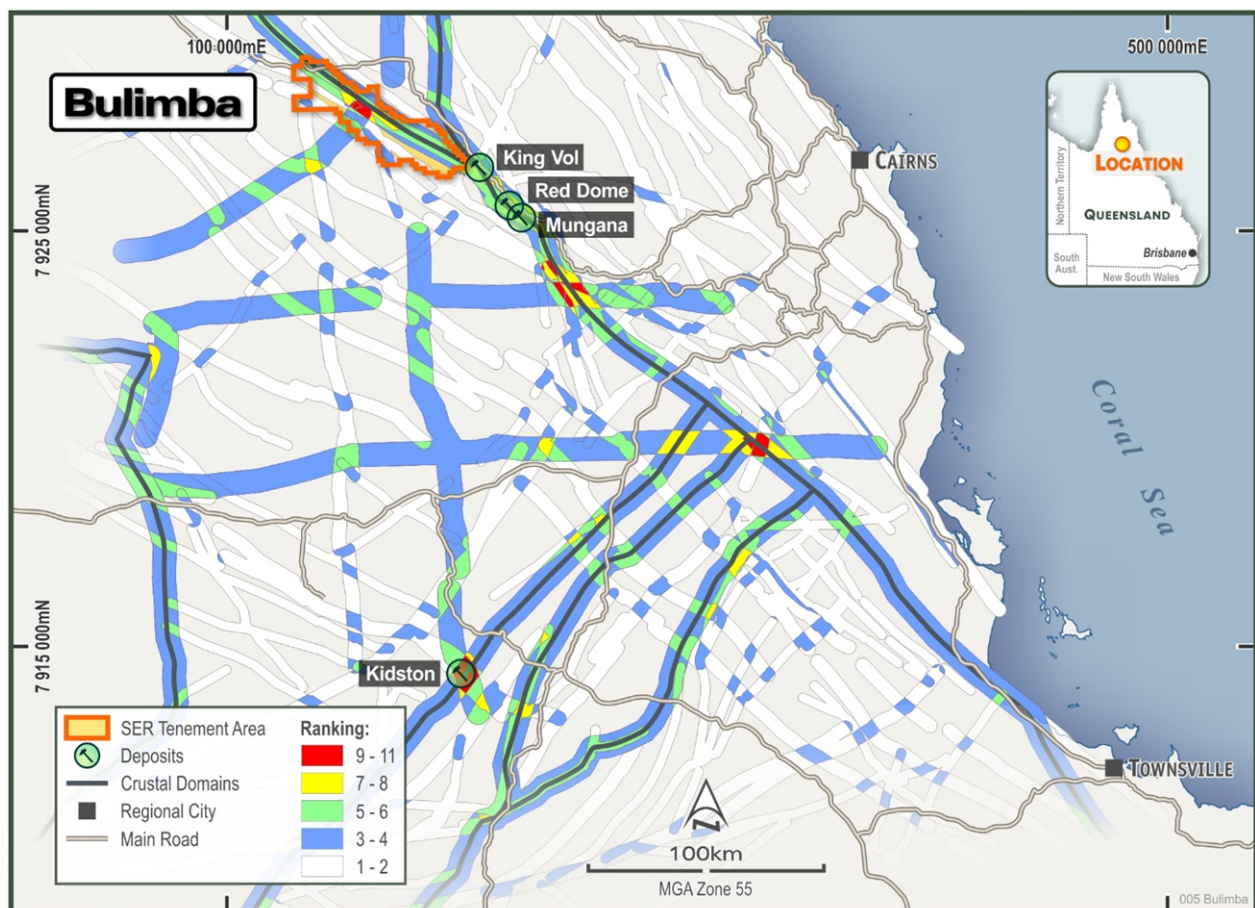 100 000mE
500 000mE
Bulimba
King Vol
Red Dome
Mungana
CAIRNS
7 925 000mN
LOCATION
Northern Territory
QUEENSLAND
Brisbane
South
Aust.
New South Wales
Coral Sea
7 915 000mN
Kidston
TOWNSVILLE
SER Tenement Area
Deposits
Crustal Domains
Regional City
Main Road
Ranking:
9 - 11
7 - 8
5 - 6
3 - 4
1 - 2
N
100km
MGA Zone 55
005 Bulimba